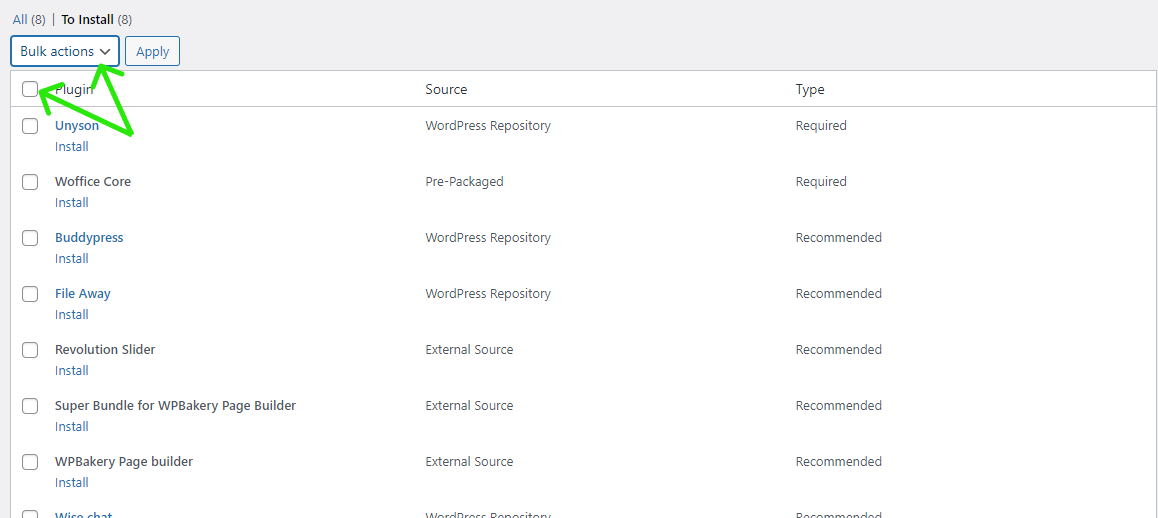 All (8) | To Install (8)
Bulk actions Apply
Plugin Source Type
Unyson WordPress Repository Required
Install
Woffice Core Pre-Packaged Required
Install
Buddypress WordPress Repository Recommended
Install
File Away WordPress Repository Recommended
Install
Revolution Slider External Source Recommended
Install
Super Bundle for WPBakery Page Builder External Source Recommended
Install
WPBakery Page builder External Source Recommended
Install
Wise chat WordPress Repository Recommended